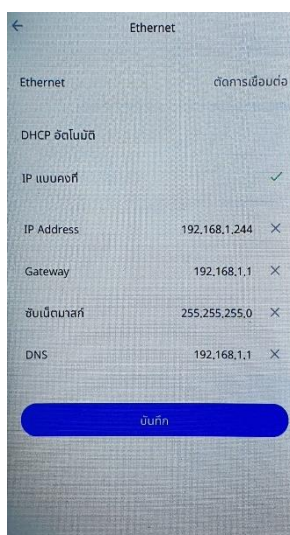 Ethernet
Ethernet ตัดการเชื่อมต่อ
DHCP อัตโนมัติ
IP แบบคงที่
IP Address 192.168.1.244
Gateway 192.168.1.1
ซับเน็ตมาสก์ 255.255.255.0
DNS 192.168.1.1
บันทึก